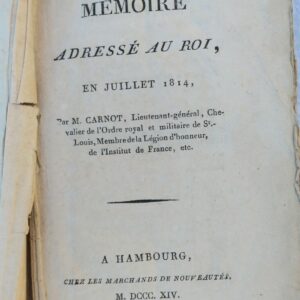 MÉMOIRE
ADRESSÉ AU ROI,
EN JUILLET 1814,
Par M. CARNOT, Lieutenant-général, Che-
valier de l'Ordre royal et militaire de St.-
Louis, Membre de la Légion d'honneur,
de l'Institut de France, etc.
A HAMBOURG,
CHEZ LES MARCHANDS DE NOUVEAUTÉS.
M. DCCC. XIV.